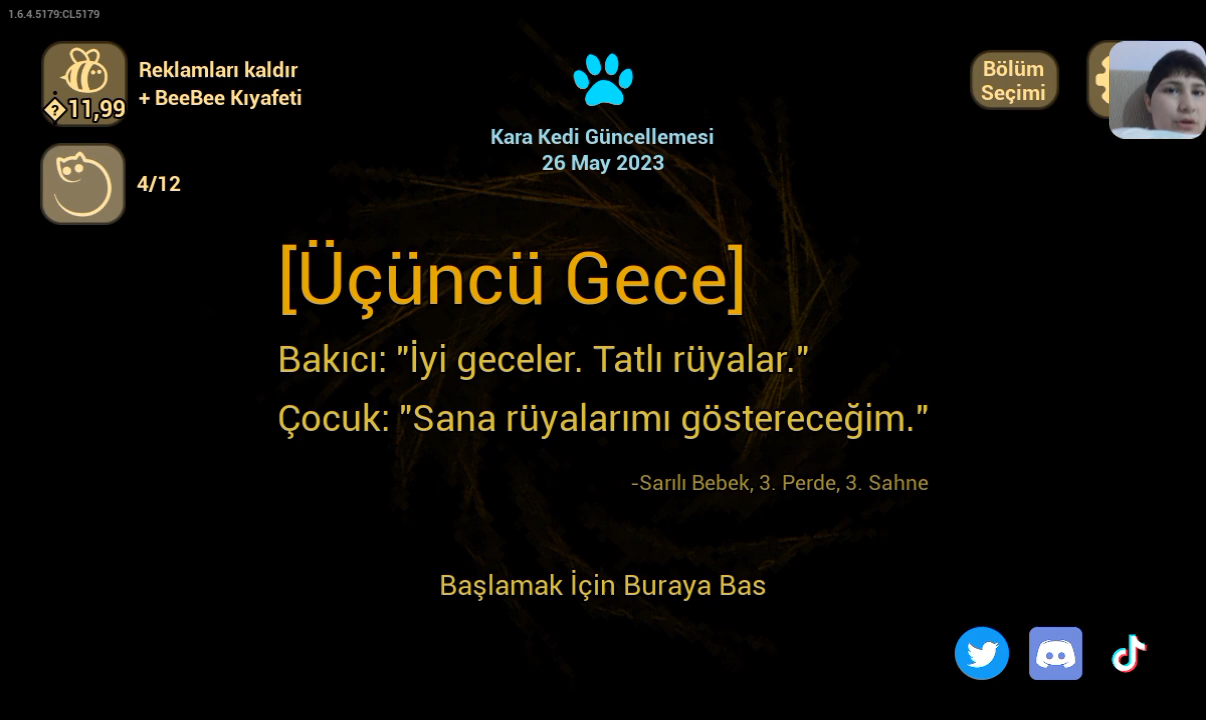 1.6.4.5179:CL5179
Reklamları kaldır
+ BeeBee Kıyafeti
?11,99
4/12
Kara Kedi Güncellemesi
26 May 2023
Bölüm
Seçimi
[Üçüncü Gece]
Bakıcı: "İyi geceler. Tatlı rüyalar."
Çocuk: "Sana rüyalarımı göstereceğim."
-Sarılı Bebek, 3. Perde, 3. Sahne
Başlamak İçin Buraya Bas